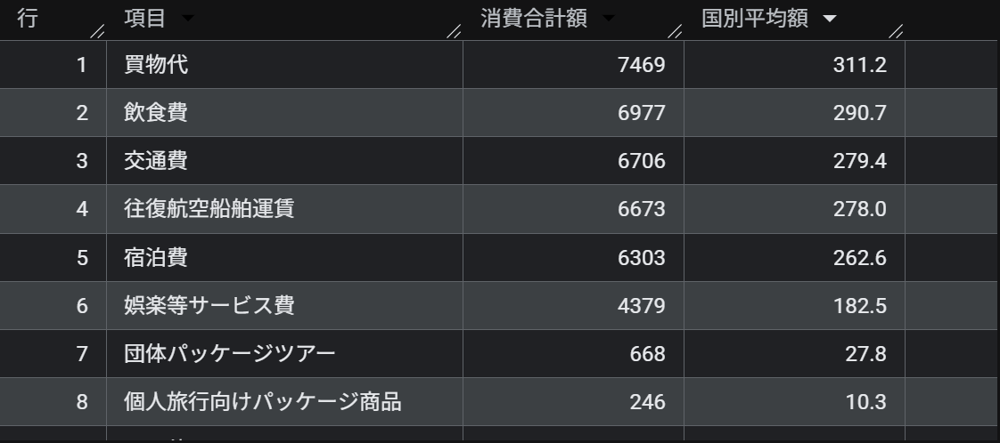 行 項目 消費合計額 国別平均額
1 買物代 7469 311.2
2 飲食費 6977 290.7
3 交通費 6706 279.4
4 往復航空船舶運賃 6673 278.0
5 宿泊費 6303 262.6
6 娯楽等サービス費 4379 182.5
7 団体パッケージツアー 668 27.8
8 個人旅行向けパッケージ商品 246 10.3